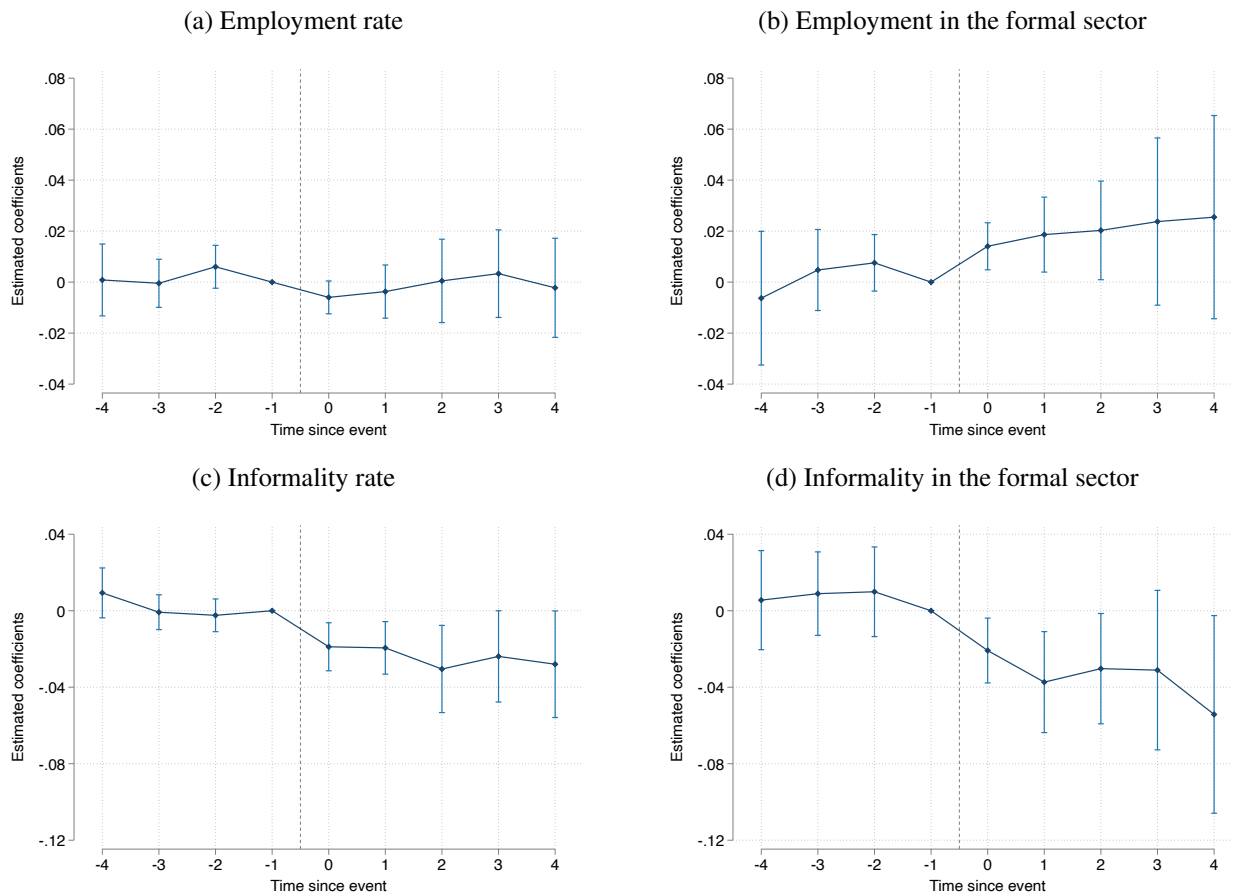 (a) Employment rate
.08
.06
.04
.02
0
-.02
-.04
Estimated coefficients
-4 -3 -2 -1 0 1 2 3 4
Time since event
(b) Employment in the formal sector
.08
.06
.04
.02
0
-.02
-.04
Estimated coefficients
-4 -3 -2 -1 0 1 2 3 4
Time since event
(c) Informality rate
.04
0
-.04
-.08
-.12
Estimated coefficients
-4 -3 -2 -1 0 1 2 3 4
Time since event
(d) Informality in the formal sector
.04
0
-.04
-.08
-.12
Estimated coefficients
-4 -3 -2 -1 0 1 2 3 4
Time since event